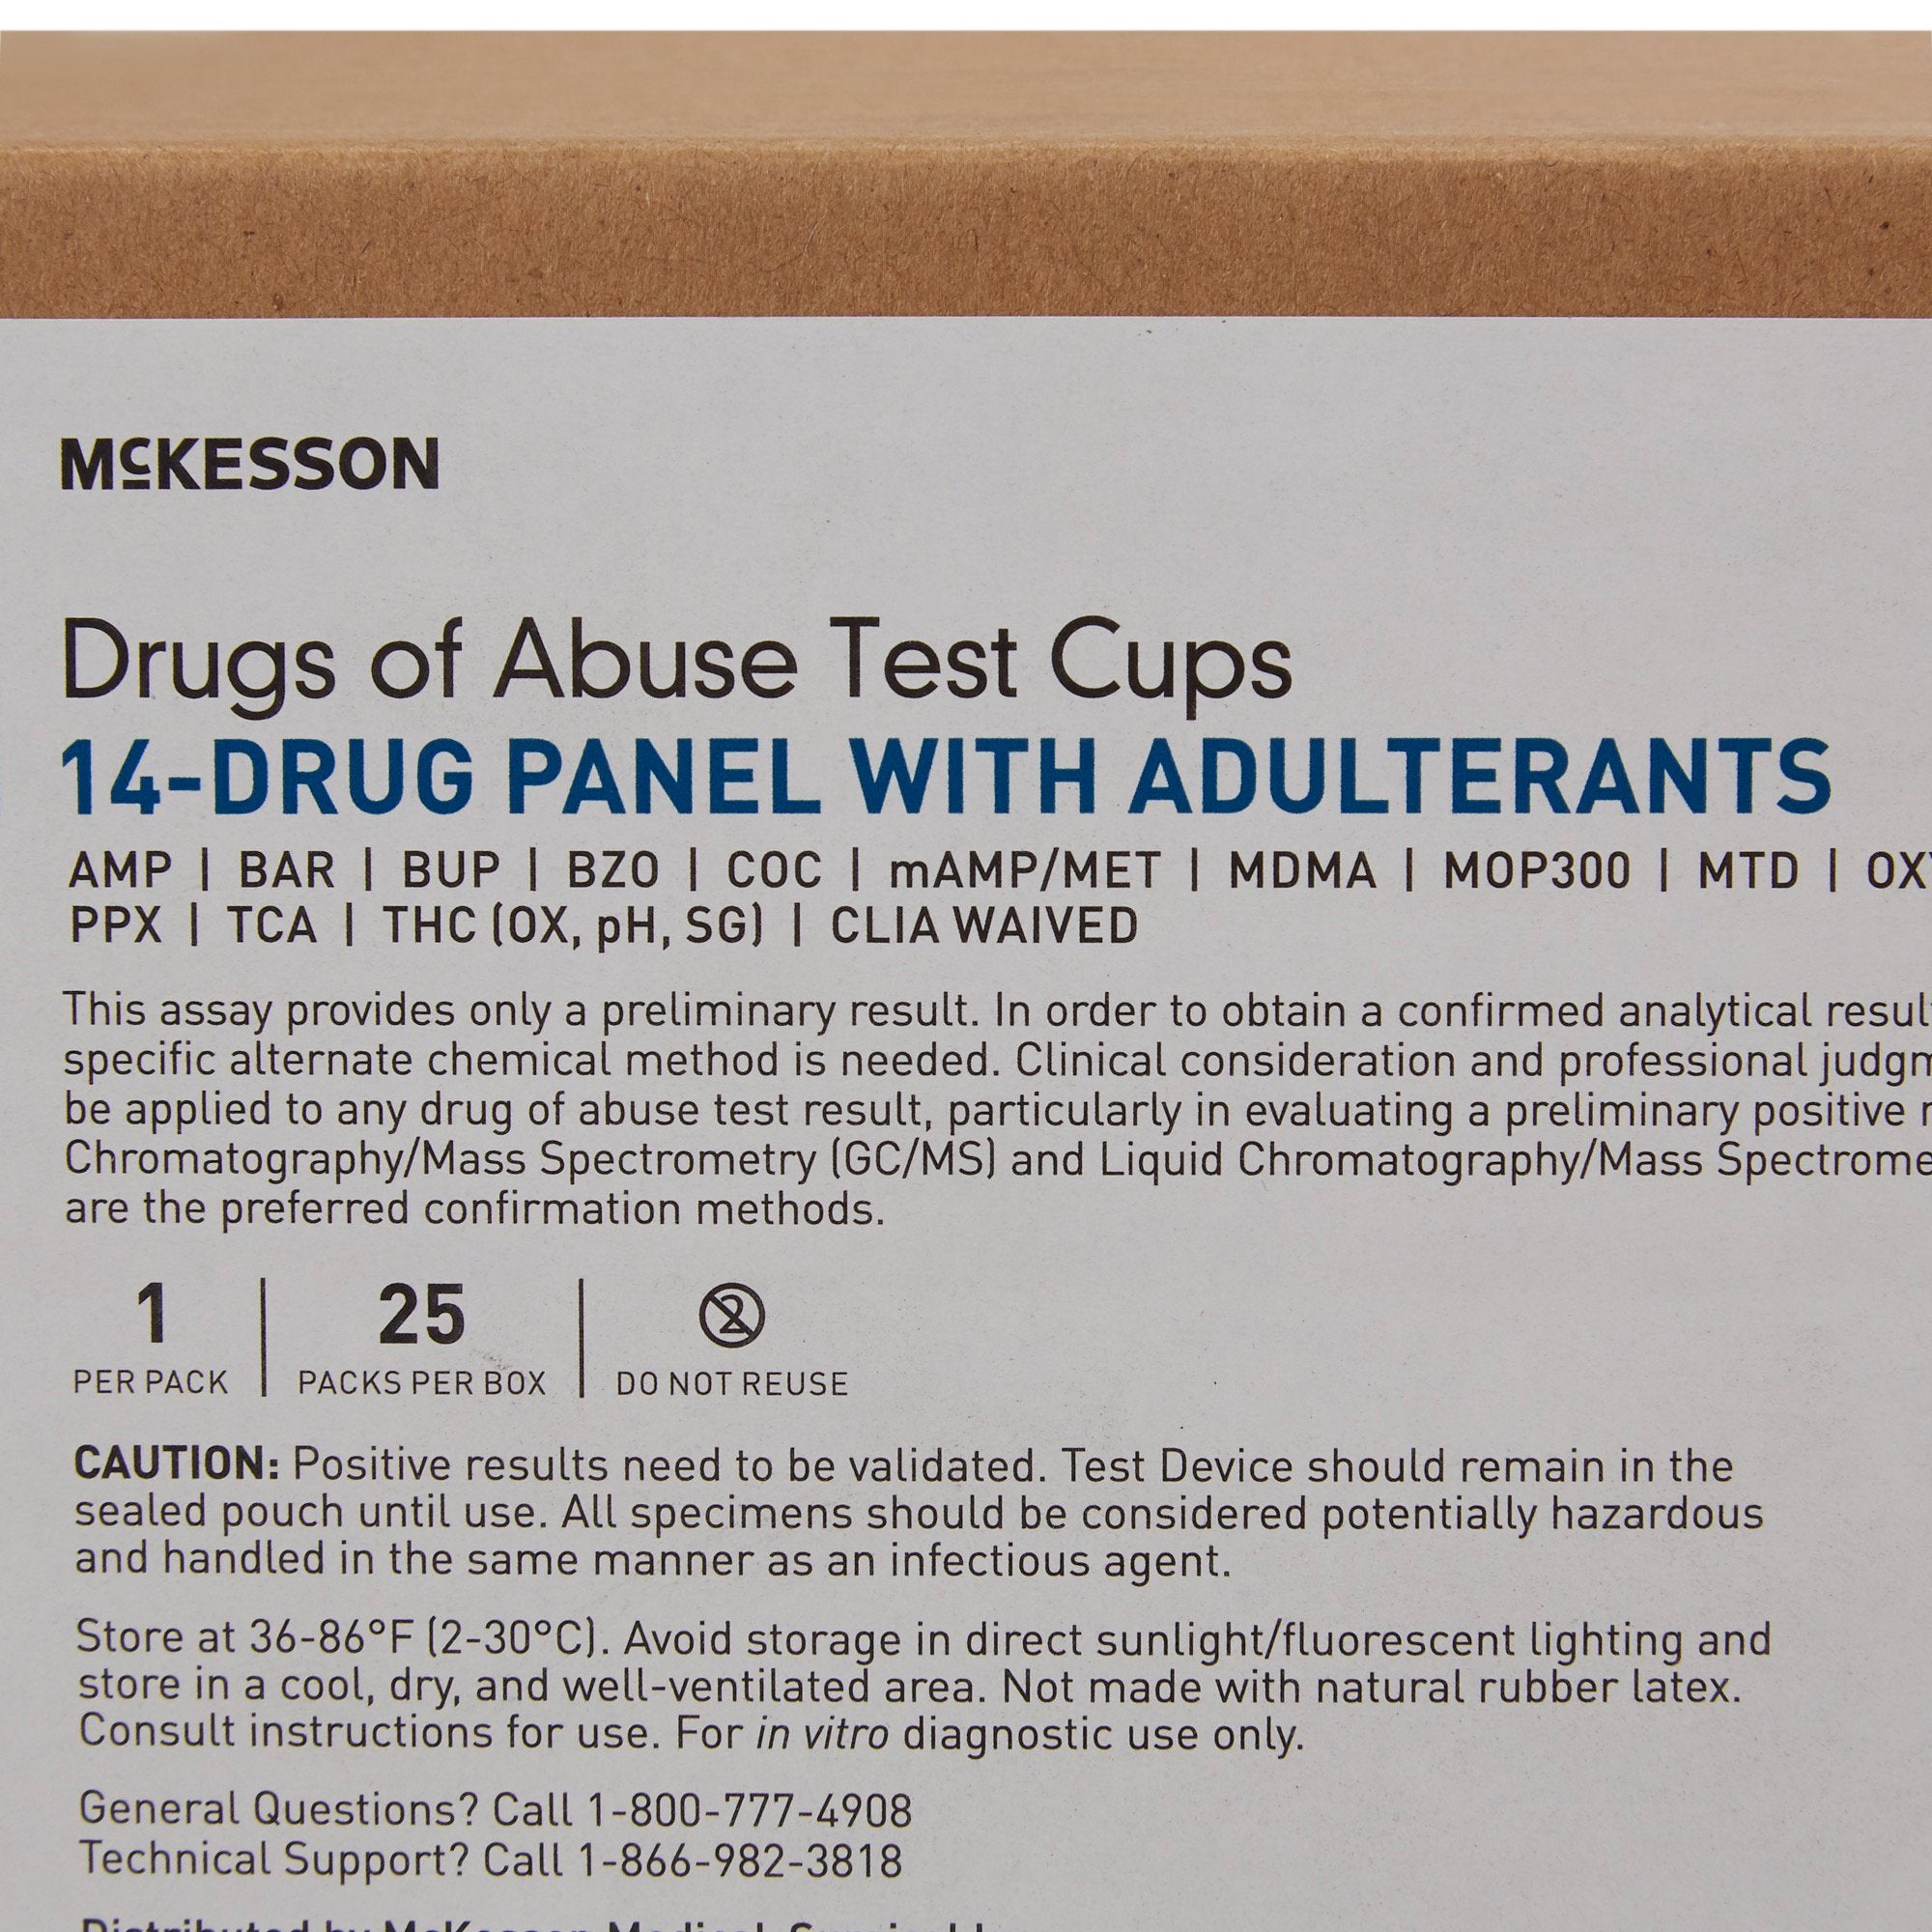 McKESSON
Drugs of Abuse Test Cups
14-DRUG PANEL WITH ADULTERANTS
AMP | BAR | BUP | BZO | COC | mAMP/MET | MDMA | MOP300 | MTD |
PPX | TCA | THC (OX, pH, SG) | CLIA WAIVED
This assay provides only a preliminary result. In order to obtain a confirmed analytical
specific alternate chemical method is needed. Clinical consideration and professional
be applied to any drug of abuse test result, particularly in evaluating a preliminary positive
Chromatography/Mass Spectrometry (GC/MS) and Liquid Chromatography/Mass
are the preferred confirmation methods.
1 | 25 | 2
PER PACK | PACKS PER BOX | DO NOT REUSE
CAUTION: Positive results need to be validated. Test Device should remain in the
sealed pouch until use. All specimens should be considered potentially hazardous
and handled in the same manner as an infectious agent.
Store at 36-86°F (2-30°C). Avoid storage in direct sunlight/fluorescent lighting and
store in a cool, dry, and well-ventilated area. Not made with natural rubber latex.
Consult instructions for use. For in vitro diagnostic use only.
General Questions? Call 1-800-777-4908
Technical Support? Call 1-866-982-3818
Distributed by McKesson Medical-Surgical